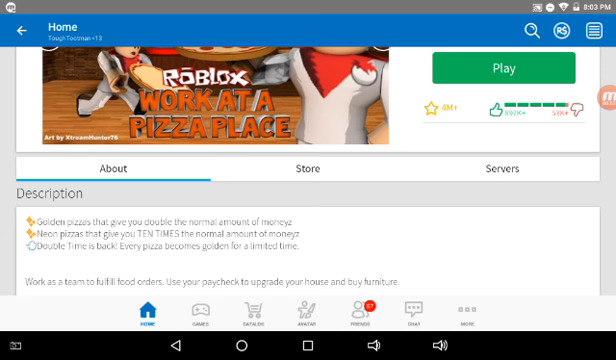 8:03 PM
Home
ToughTootman <13
R$
ROBLOX
WORK AT A
PIZZA PLACE
Art by XtreemHunter76
Play
4M+
897K+
53K+
About
Store
Servers
Description
✨Golden pizzas that give you double the normal amount of moneyz
✨Neon pizzas that give you TEN TIMES the normal amount of moneyz
Double Time is back! Every pizza becomes golden for a limited time.
Work as a team to fulfill food orders. Use your paycheck to upgrade your house and buy furniture.
57
HOME
GAMES
CATALOG
AVATAR
FRIENDS
CHAT
MORE